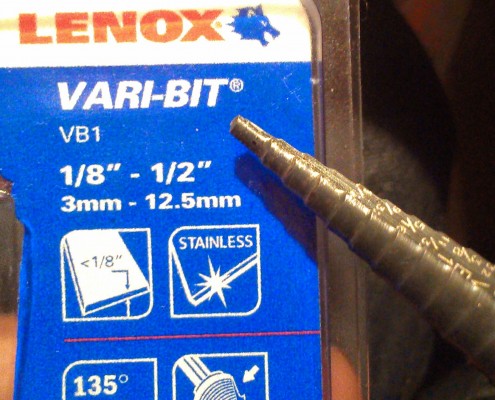 LENOX
VARI-BIT®
VB1
1/8" - 1/2"
3mm - 12.5mm
<1/8"
STAINLESS
135°